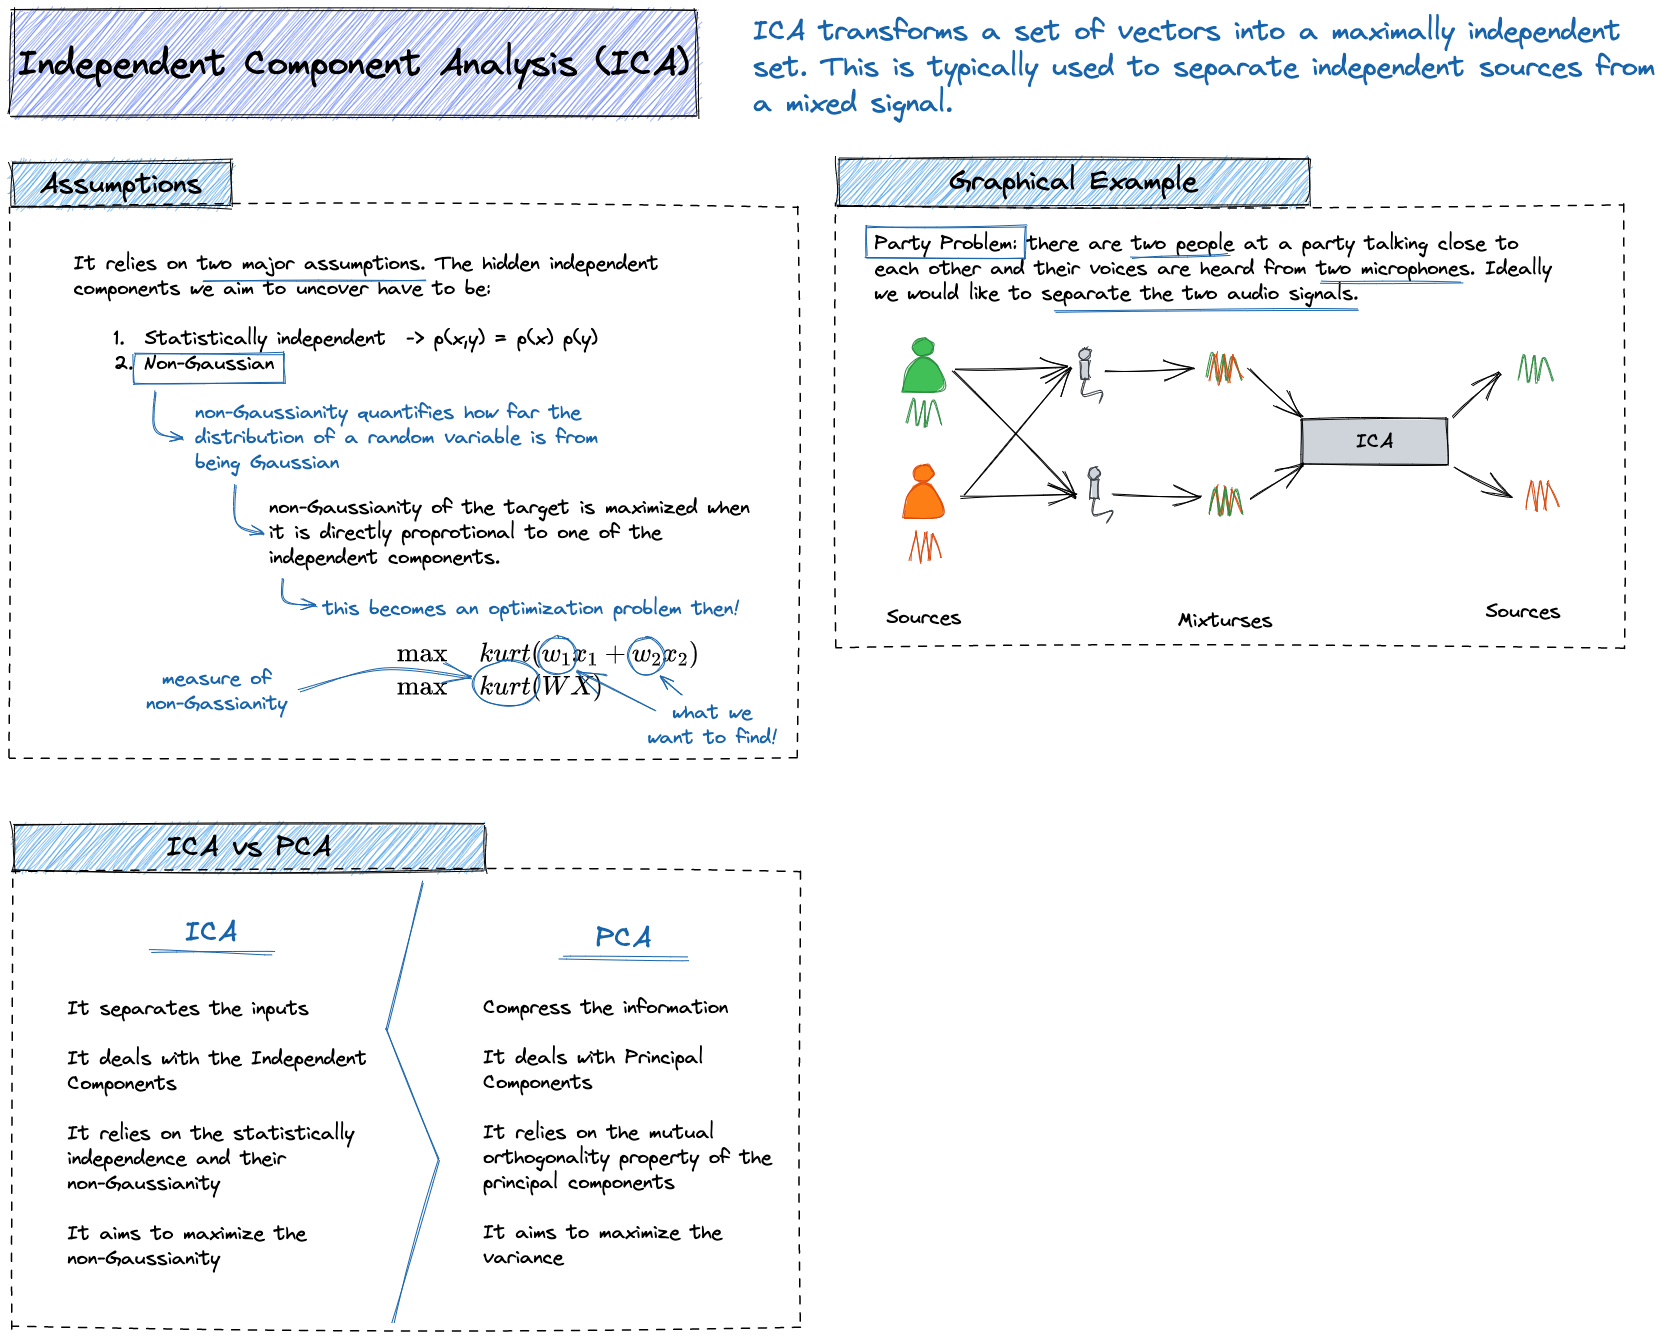 Independent Component Analysis (ICA)
ICA transforms a set of vectors into a maximally independent
set. This is typically used to separate independent sources from
a mixed signal.
Assumptions
It relies on two major assumptions. The hidden independent
components we aim to uncover have to be:
1. Statistically independent -> p(x,y) = p(x) p(y)
2. Non-Gaussian
non-Gaussianity quantifies how far the
distribution of a random variable is from
being Gaussian
non-Gaussianity of the target is maximized when
it is directly proprotional to one of the
independent components.
this becomes an optimization problem then!
max kurt(w₁x₁ + w₂x₂)
max kurt(WX)
measure of
non-Gassianity
what we
want to find!
Graphical Example
Party Problem: there are two people at a party talking close to
each other and their voices are heard from two microphones. Ideally
we would like to separate the two audio signals.
ICA
Sources
Mixturses
Sources
ICA vs PCA
ICA
It separates the inputs
It deals with the Independent
Components
It relies on the statistically
independence and their
non-Gaussianity
It aims to maximize the
non-Gaussianity
PCA
Compress the information
It deals with Principal
Components
It relies on the mutual
orthogonality property of the
principal components
It aims to maximize the
variance